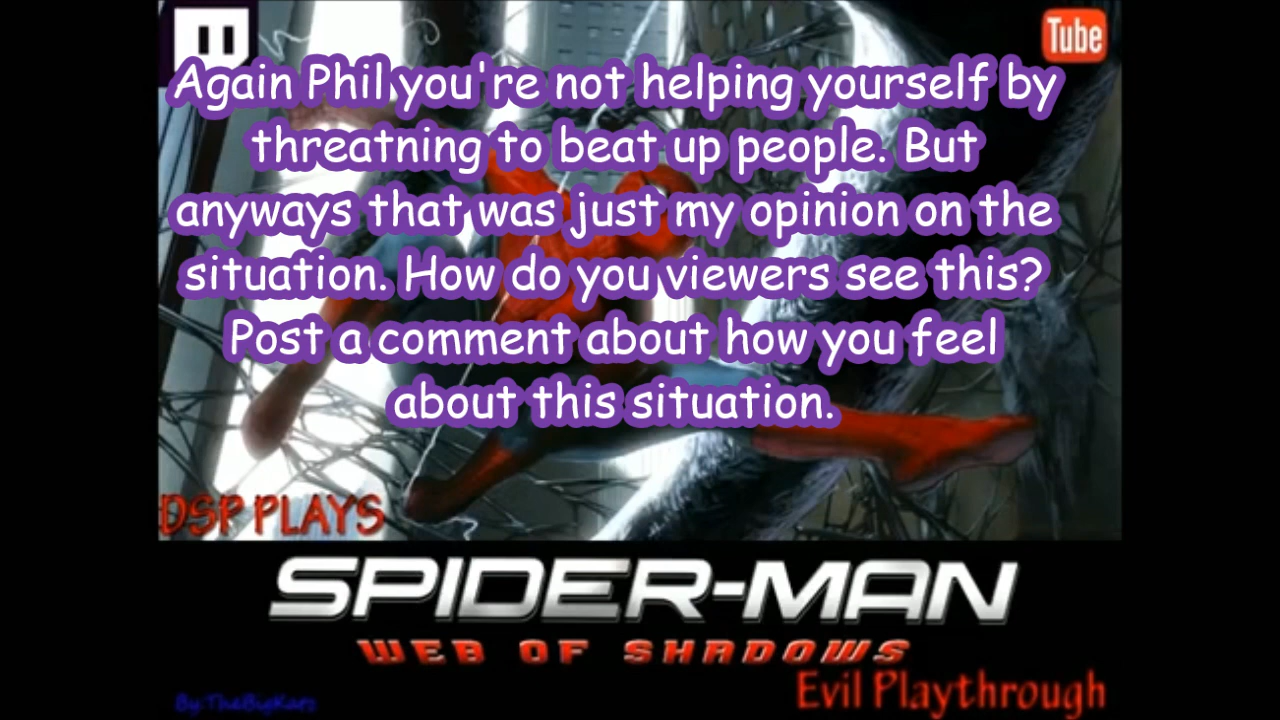 Tube
Again Phil you're not helping yourself by
threatning to beat up people. But
anyways that was just my opinion on the
situation. How do you viewers see this?
Post a comment about how you feel
about this situation.
DSP PLAYS
SPIDER-MAN
WEB OF SHADOWS
Evil Playthrough
By:TheBigKats